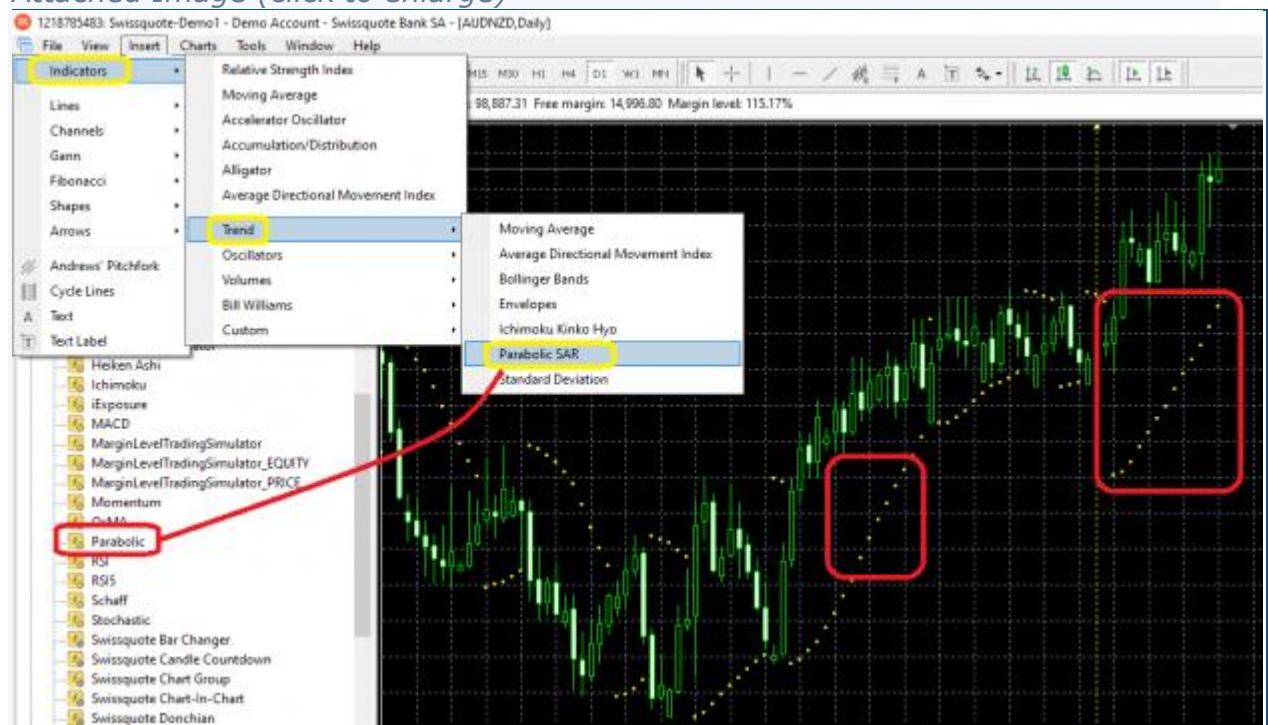 Attached Image (click to enlarge)
1218785483: Swissquote-Demo1 - Demo Account - Swissquote Bank SA - [AUDNZD,Daily]
File View Insert Charts Tools Window Help
M15 M30 H1 H4 D1 W1 MN
98,887.31 Free margin: 14,996.80 Margin level: 115.17%
Indicators
Lines
Channels
Gann
Fibonacci
Shapes
Arrows
Andrews' Pitchfork
Cycle Lines
Text
Text Label
Relative Strength Index
Moving Average
Accelerator Oscillator
Accumulation/Distribution
Alligator
Average Directional Movement Index
Trend
Oscillators
Volumes
Bill Williams
Custom
Moving Average
Average Directional Movement Index
Bollinger Bands
Envelopes
Ichimoku Kinko Hyo
Parabolic SAR
Standard Deviation
Heiken Ashi
Ichimoku
iExposure
MACD
MarginLevelTradingSimulator
MarginLevelTradingSimulator_EQUITY
MarginLevelTradingSimulator_PRICE
Momentum
OsMA
Parabolic
RSI
RSIS
Schaff
Stochastic
Swissquote Bar Changer
Swissquote Candle Countdown
Swissquote Chart Group
Swissquote Chart-In-Chart
Swissquote Donchian